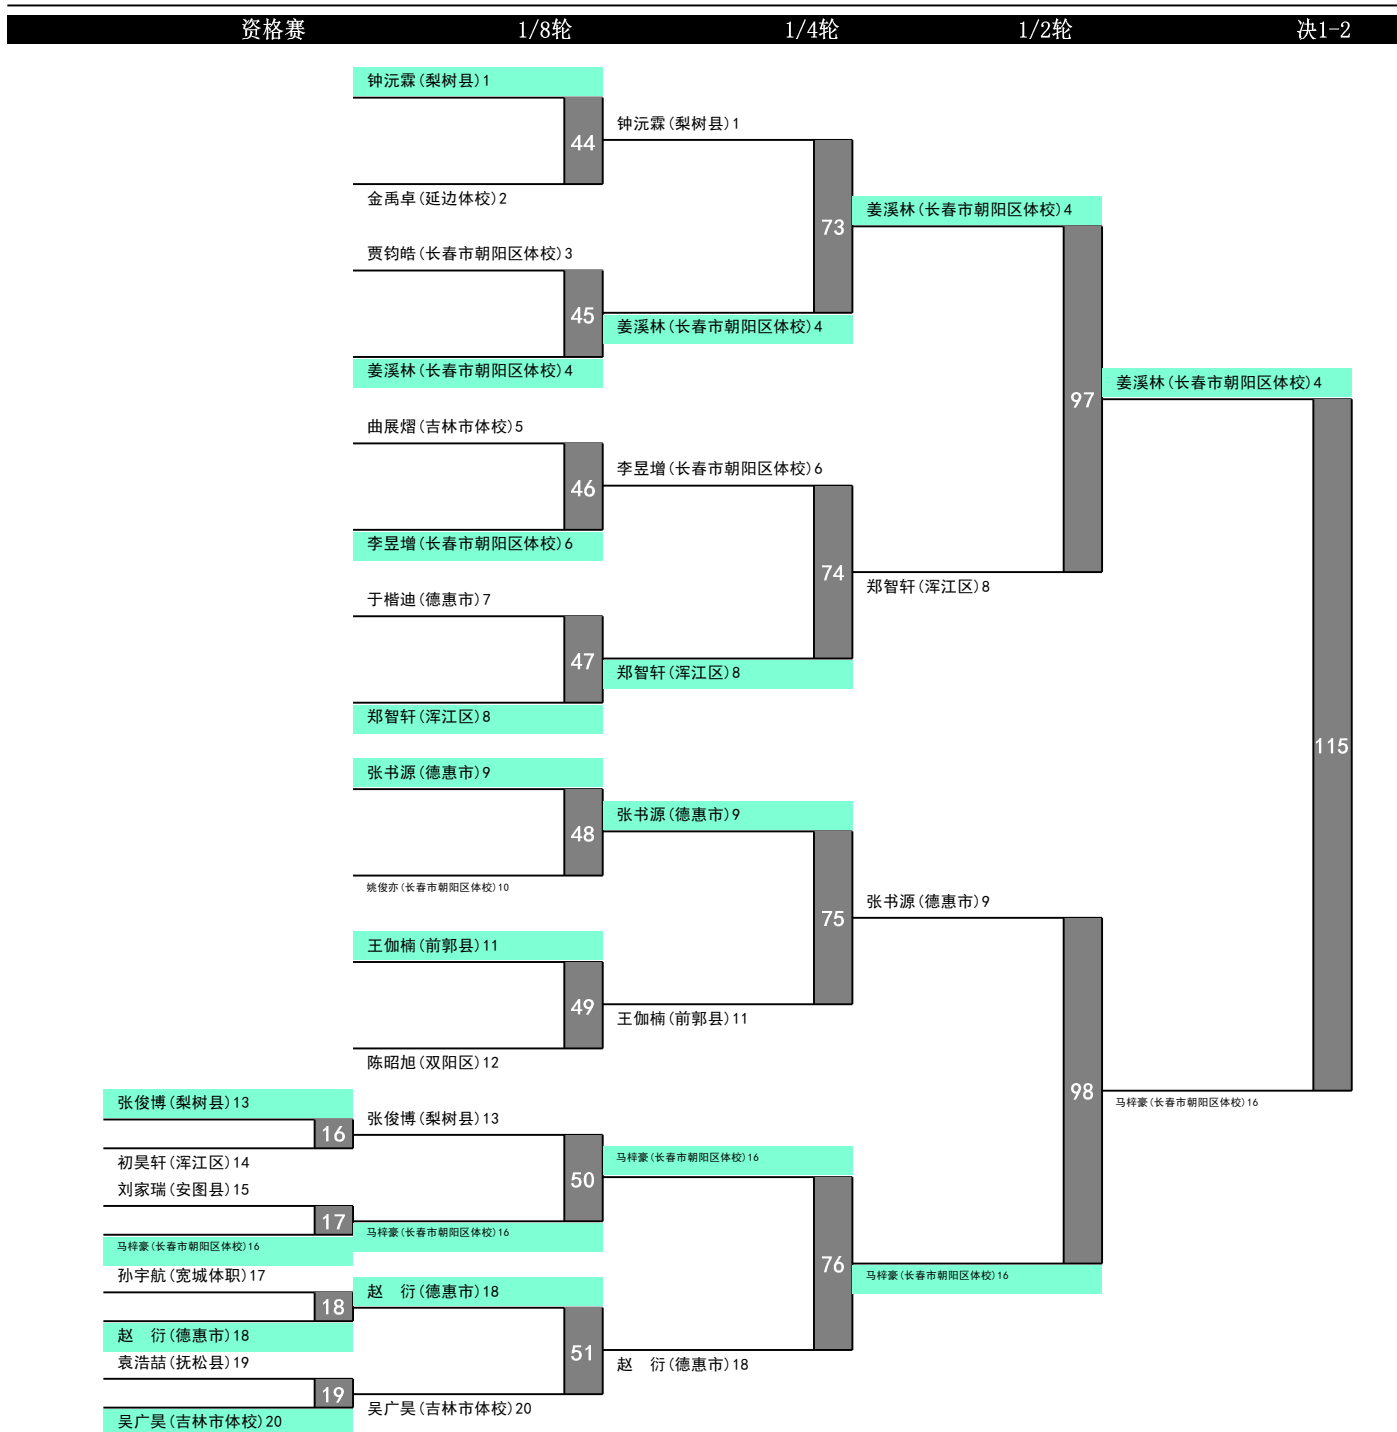 资格赛 1/8轮 1/4轮 1/2轮 决1-2
钟沅霖(梨树县)1
钟沅霖(梨树县)1
44
金禹卓(延边体校)2
姜溪林(长春市朝阳区体校)4
73
贾钧皓(长春市朝阳区体校)3
45
姜溪林(长春市朝阳区体校)4
姜溪林(长春市朝阳区体校)4
姜溪林(长春市朝阳区体校)4
97
曲展熠(吉林市体校)5
李昱增(长春市朝阳区体校)6
46
李昱增(长春市朝阳区体校)6
74
郑智轩(浑江区)8
于楷迪(德惠市)7
47
郑智轩(浑江区)8
郑智轩(浑江区)8
115
张书源(德惠市)9
张书源(德惠市)9
48
姚俊亦(长春市朝阳区体校)10
张书源(德惠市)9
75
王伽楠(前郭县)11
49
王伽楠(前郭县)11
陈昭旭(双阳区)12
98
张俊博(梨树县)13
马梓豪(长春市朝阳区体校)16
张俊博(梨树县)13
16
初昊轩(浑江区)14
马梓豪(长春市朝阳区体校)16
50
刘家瑞(安图县)15
17
马梓豪(长春市朝阳区体校)16
马梓豪(长春市朝阳区体校)16
76
孙宇航(宽城体职)17
马梓豪(长春市朝阳区体校)16
赵　衍(德惠市)18
18
赵　衍(德惠市)18
51
袁浩喆(抚松县)19
赵　衍(德惠市)18
19
吴广昊(吉林市体校)20
吴广昊(吉林市体校)20